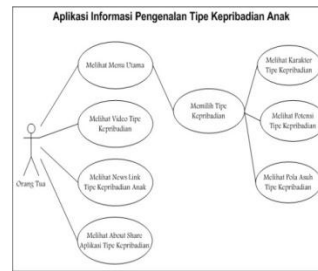 Aplikasi Informasi Pengenalan Tipe Kepribadian Anak
Melihat Menu Utama
Melihat Video Tipe
Kepribadian
Melihat News Link
Tipe Kepribadian Anak
Melihat About Share
Aplikasi Tipe Kepribadian
Orang Tua
Memilih Tipe
Kepribadian
Melihat Karakter
Tipe Kepribadian
Melihat Potensi
Tipe Kepribadian
Melihat Pola Asuh
Tipe Kepribadian